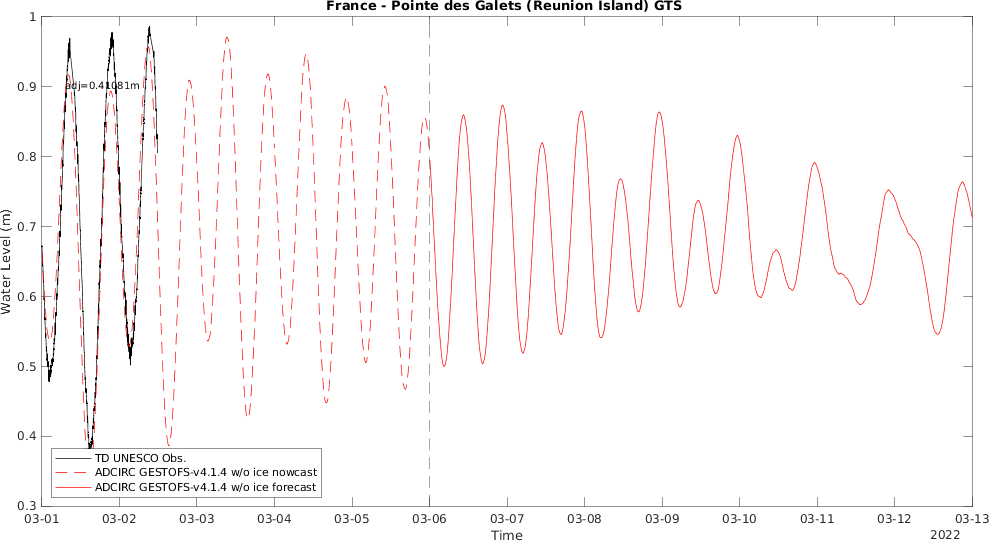 France - Pointe des Galets (Reunion Island) GTS
1
0.9
0.8
0.7
0.6
0.5
0.4
0.3
Water Level (m)
adj=0.41081m
TD UNESCO Obs.
ADCIRC GESTOFS-v4.1.4 w/o ice nowcast
ADCIRC GESTOFS-v4.1.4 w/o ice forecast
03-01 03-02 03-03 03-04 03-05 03-06 03-07 03-08 03-09 03-10 03-11 03-12 03-13
Time
2022